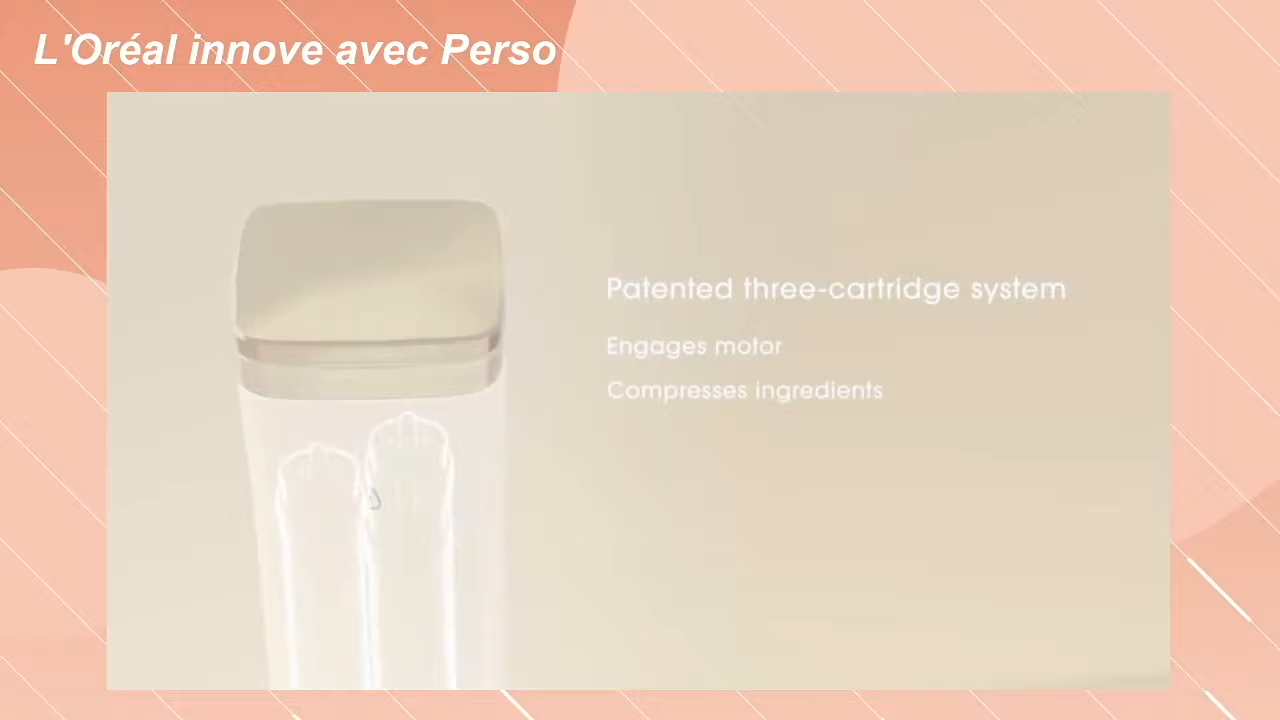 L'Oréal innove avec Perso
Patented three-cartridge system
Engages motor
Compresses ingredients